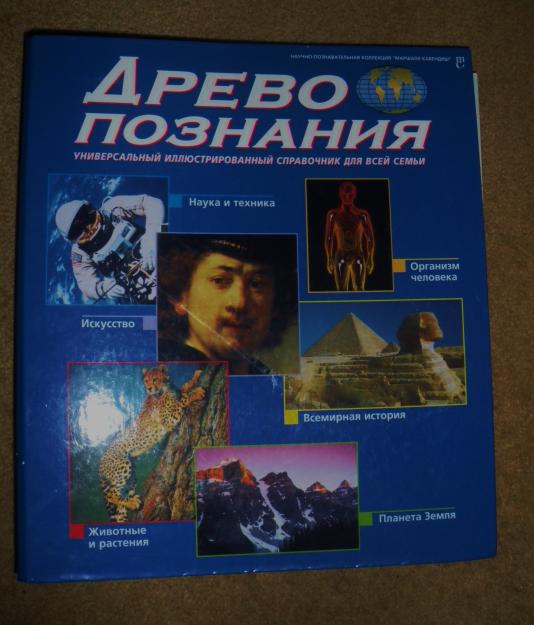 НАУЧНО-ПОЗНАВАТЕЛЬНАЯ КОЛЛЕКЦИЯ "МАРШАЛЛ КАВЕНДИШ"
ДРЕВО
ПОЗНАНИЯ
УНИВЕРСАЛЬНЫЙ ИЛЛЮСТРИРОВАННЫЙ СПРАВОЧНИК ДЛЯ ВСЕЙ СЕМЬИ
Наука и техника
Организм
человека
Искусство
Всемирная история
Планета Земля
Животные
и растения